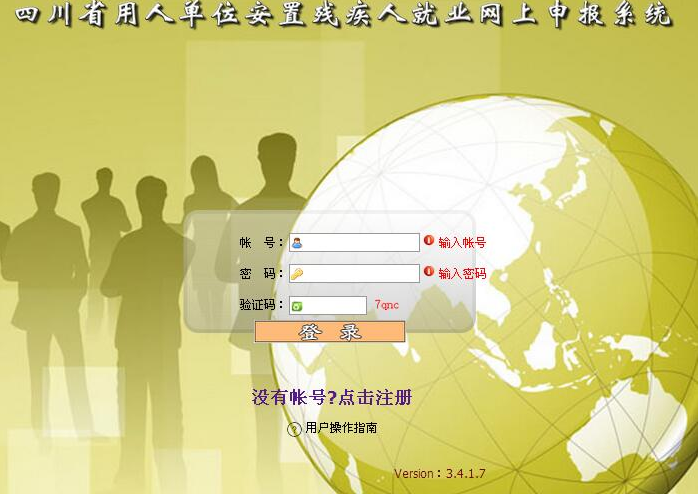 四川省用人单位安置残疾人就业网上申报系统
帐 号： 输入帐号
密 码： 输入密码
验证码： 7qnc
登 录
没有帐号?点击注册
? 用户操作指南
Version：3.4.1.7